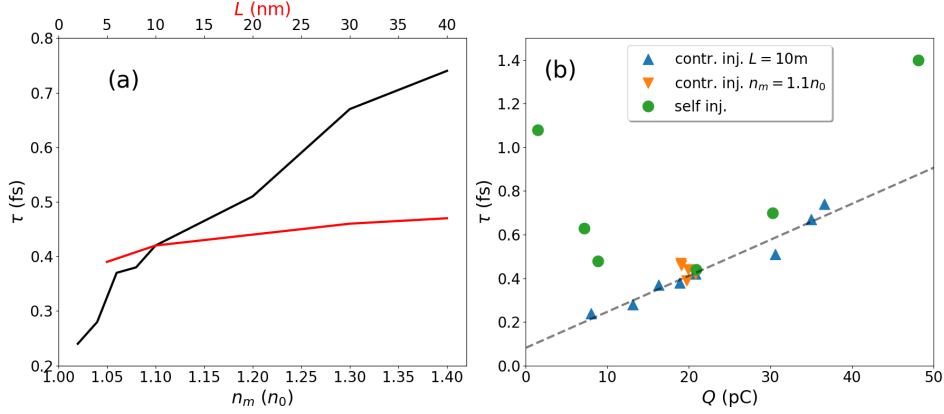 L (nm)
0 5 10 15 20 25 30 35 40
0.8
0.7
0.6
0.5
0.4
0.3
0.2
τ (fs)
(a)
1.00 1.05 1.10 1.15 1.20 1.25 1.30 1.35 1.40
n_m (n_0)
1.4
1.2
1.0
0.8
0.6
0.4
0.2
0.0
τ (fs)
(b)
contr. inj. L = 10m
contr. inj. n_m = 1.1n_0
self inj.
0 10 20 30 40 50
Q (pC)